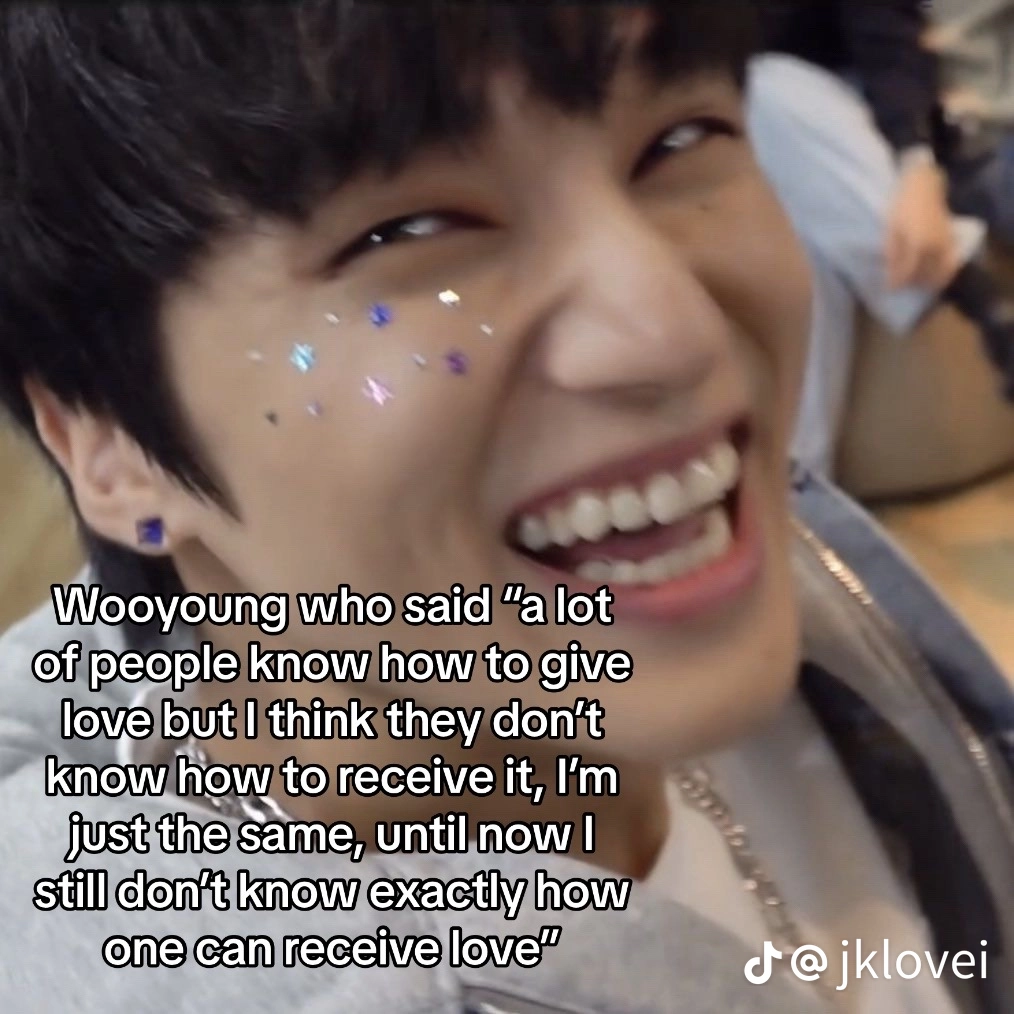 Wooyoung who said “a lot
of people know how to give
love but I think they don’t
know how to receive it, I’m
just the same, until now I
still don’t know exactly how
one can receive love”
@jklovei